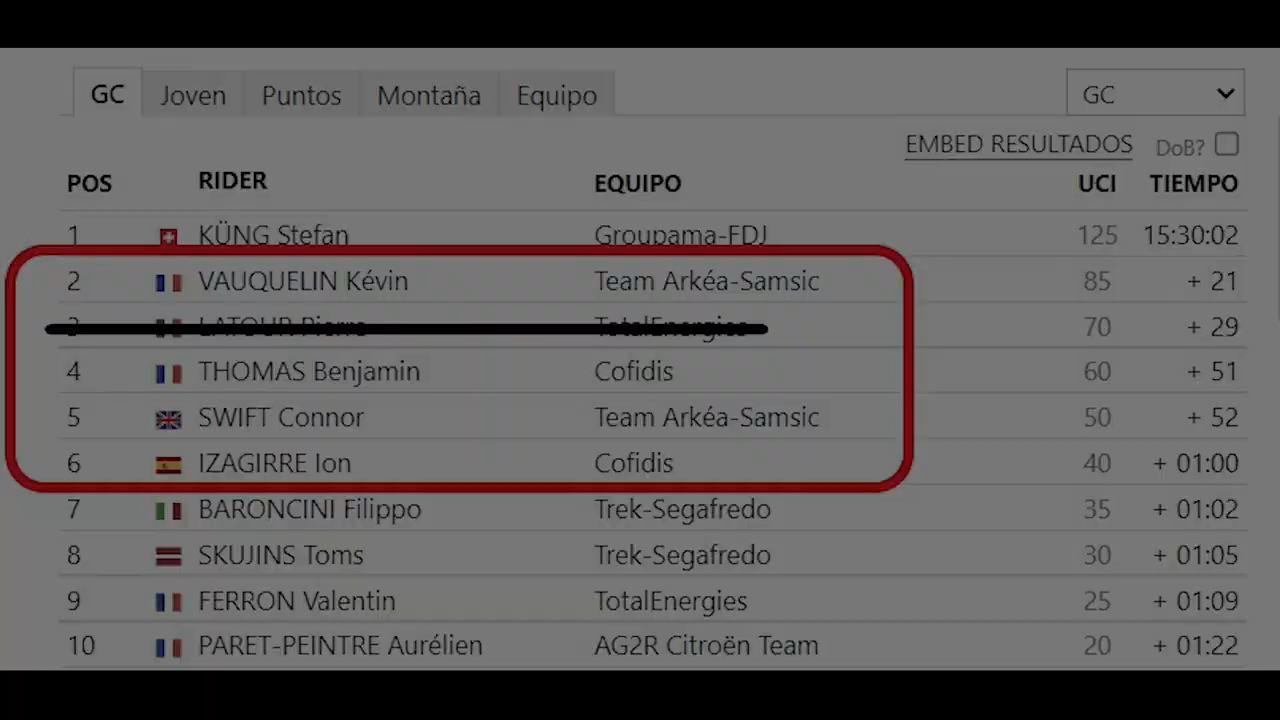 GC Joven Puntos Montaña Equipo GC
EMBED RESULTADOS DoB?
POS RIDER EQUIPO UCI TIEMPO
1 KÜNG Stefan Groupama-FDJ 125 15:30:02
2 VAUQUELIN Kévin Team Arkéa-Samsic 85 + 21
3 LATOUR Pierre TotalEnergies 70 + 29
4 THOMAS Benjamin Cofidis 60 + 51
5 SWIFT Connor Team Arkéa-Samsic 50 + 52
6 IZAGIRRE Ion Cofidis 40 + 01:00
7 BARONCINI Filippo Trek-Segafredo 35 + 01:02
8 SKUJINS Toms Trek-Segafredo 30 + 01:05
9 FERRON Valentin TotalEnergies 25 + 01:09
10 PARET-PEINTRE Aurélien AG2R Citroën Team 20 + 01:22